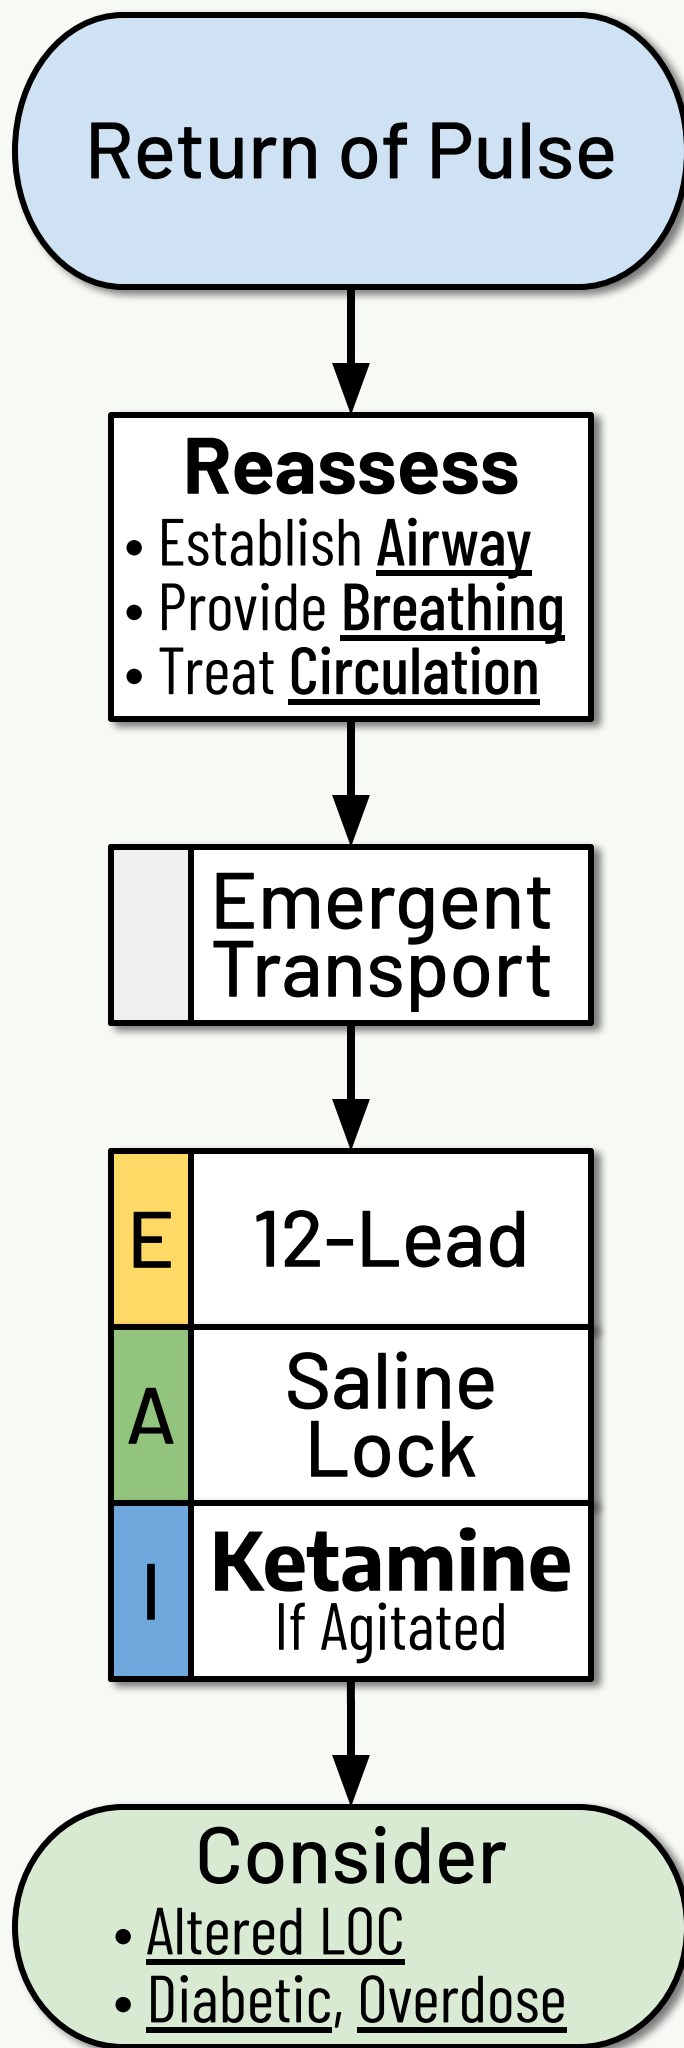 Return of Pulse
Reassess
• Establish Airway
• Provide Breathing
• Treat Circulation
Emergent
Transport
E
12-Lead
A
Saline
Lock
I
Ketamine
If Agitated
Consider
• Altered LOC
• Diabetic, Overdose